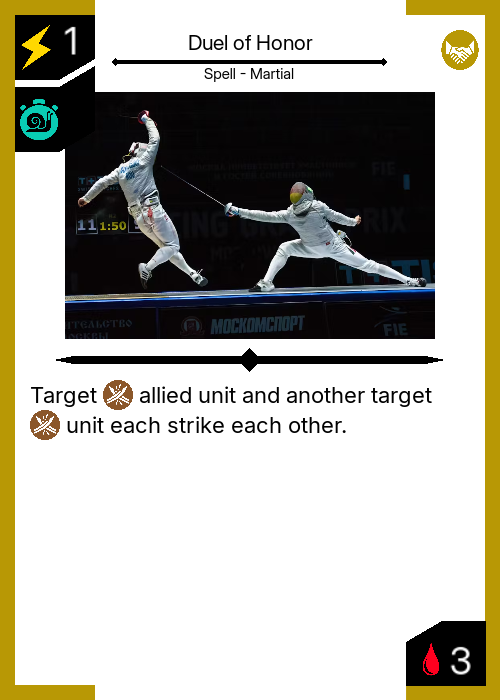 1
Duel of Honor
Spell - Martial
FIE
11 1:50
МОСКОМСПОРТ
FIE
Target allied unit and another target
unit each strike each other.
3